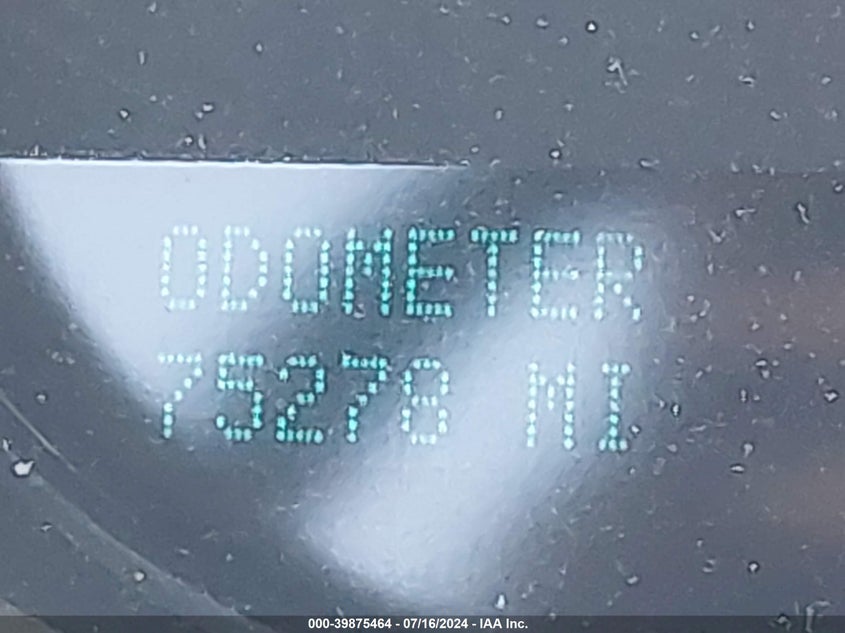 ODOMETER
75278 MI
000-39875464 - 07/16/2024 - IAA Inc.